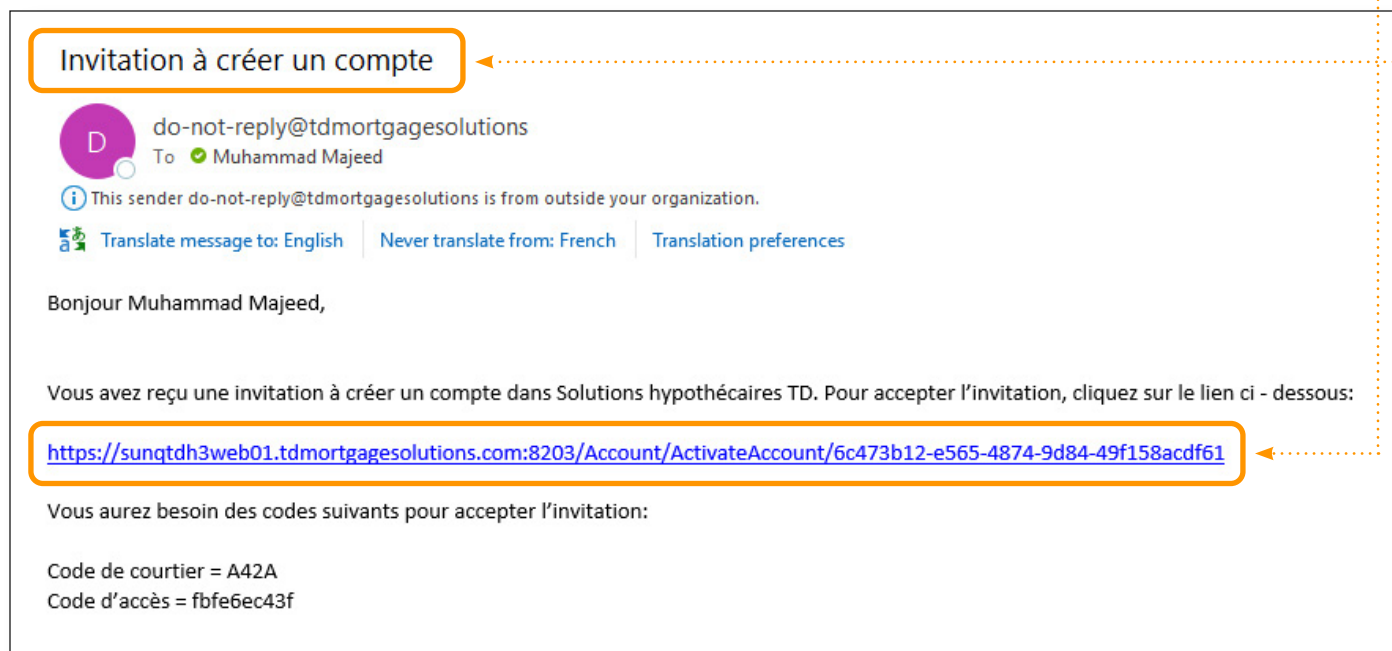 Invitation à créer un compte
D
do-not-reply@tdmortgagesolutions
To Muhammad Majeed
This sender do-not-reply@tdmortgagesolutions is from outside your organization.
Translate message to: English Never translate from: French Translation preferences
Bonjour Muhammad Majeed,
Vous avez reçu une invitation à créer un compte dans Solutions hypothécaires TD. Pour accepter l’invitation, cliquez sur le lien ci - dessous:
https://sunqtdh3web01.tdmortgagesolutions.com:8203/Account/ActivateAccount/6c473b12-e565-4874-9d84-49f158acdf61
Vous aurez besoin des codes suivants pour accepter l’invitation:
Code de courtier = A42A
Code d’accès = fbfe6ec43f